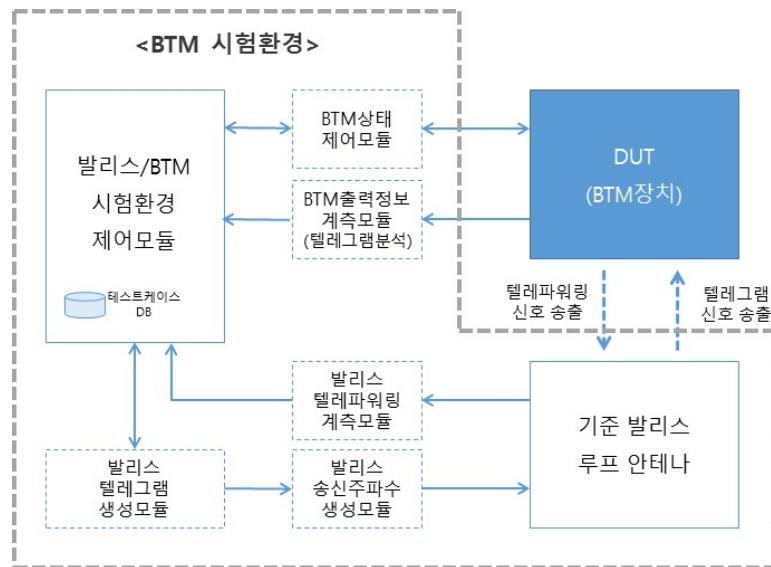 <BTM 시험환경>
발리스/BTM
시험환경
제어모듈
테스트케이스
DB
BTM상태
제어모듈
BTM출력정보
계측모듈
(텔레그램분석)
DUT
(BTM장치)
텔레파워링
신호 송출
텔레그램
신호 송출
발리스
텔레파워링
계측모듈
기준 발리스
루프 안테나
발리스
텔레그램
생성모듈
발리스
송신주파수
생성모듈